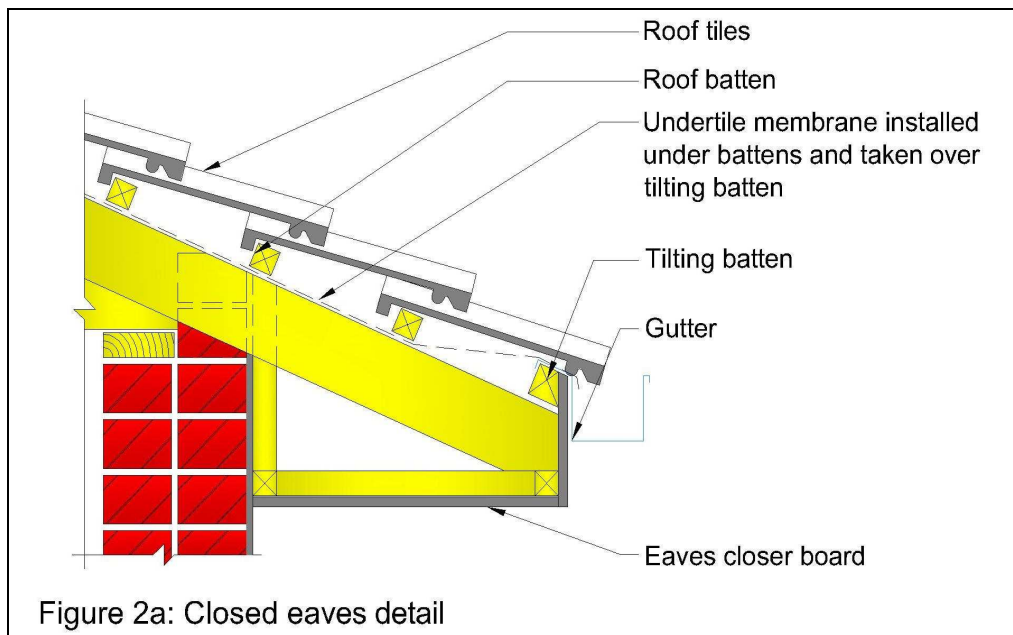 Roof tiles
Roof batten
Undertile membrane installed
under battens and taken over
tilting batten
Tilting batten
Gutter
Eaves closer board
Figure 2a: Closed eaves detail